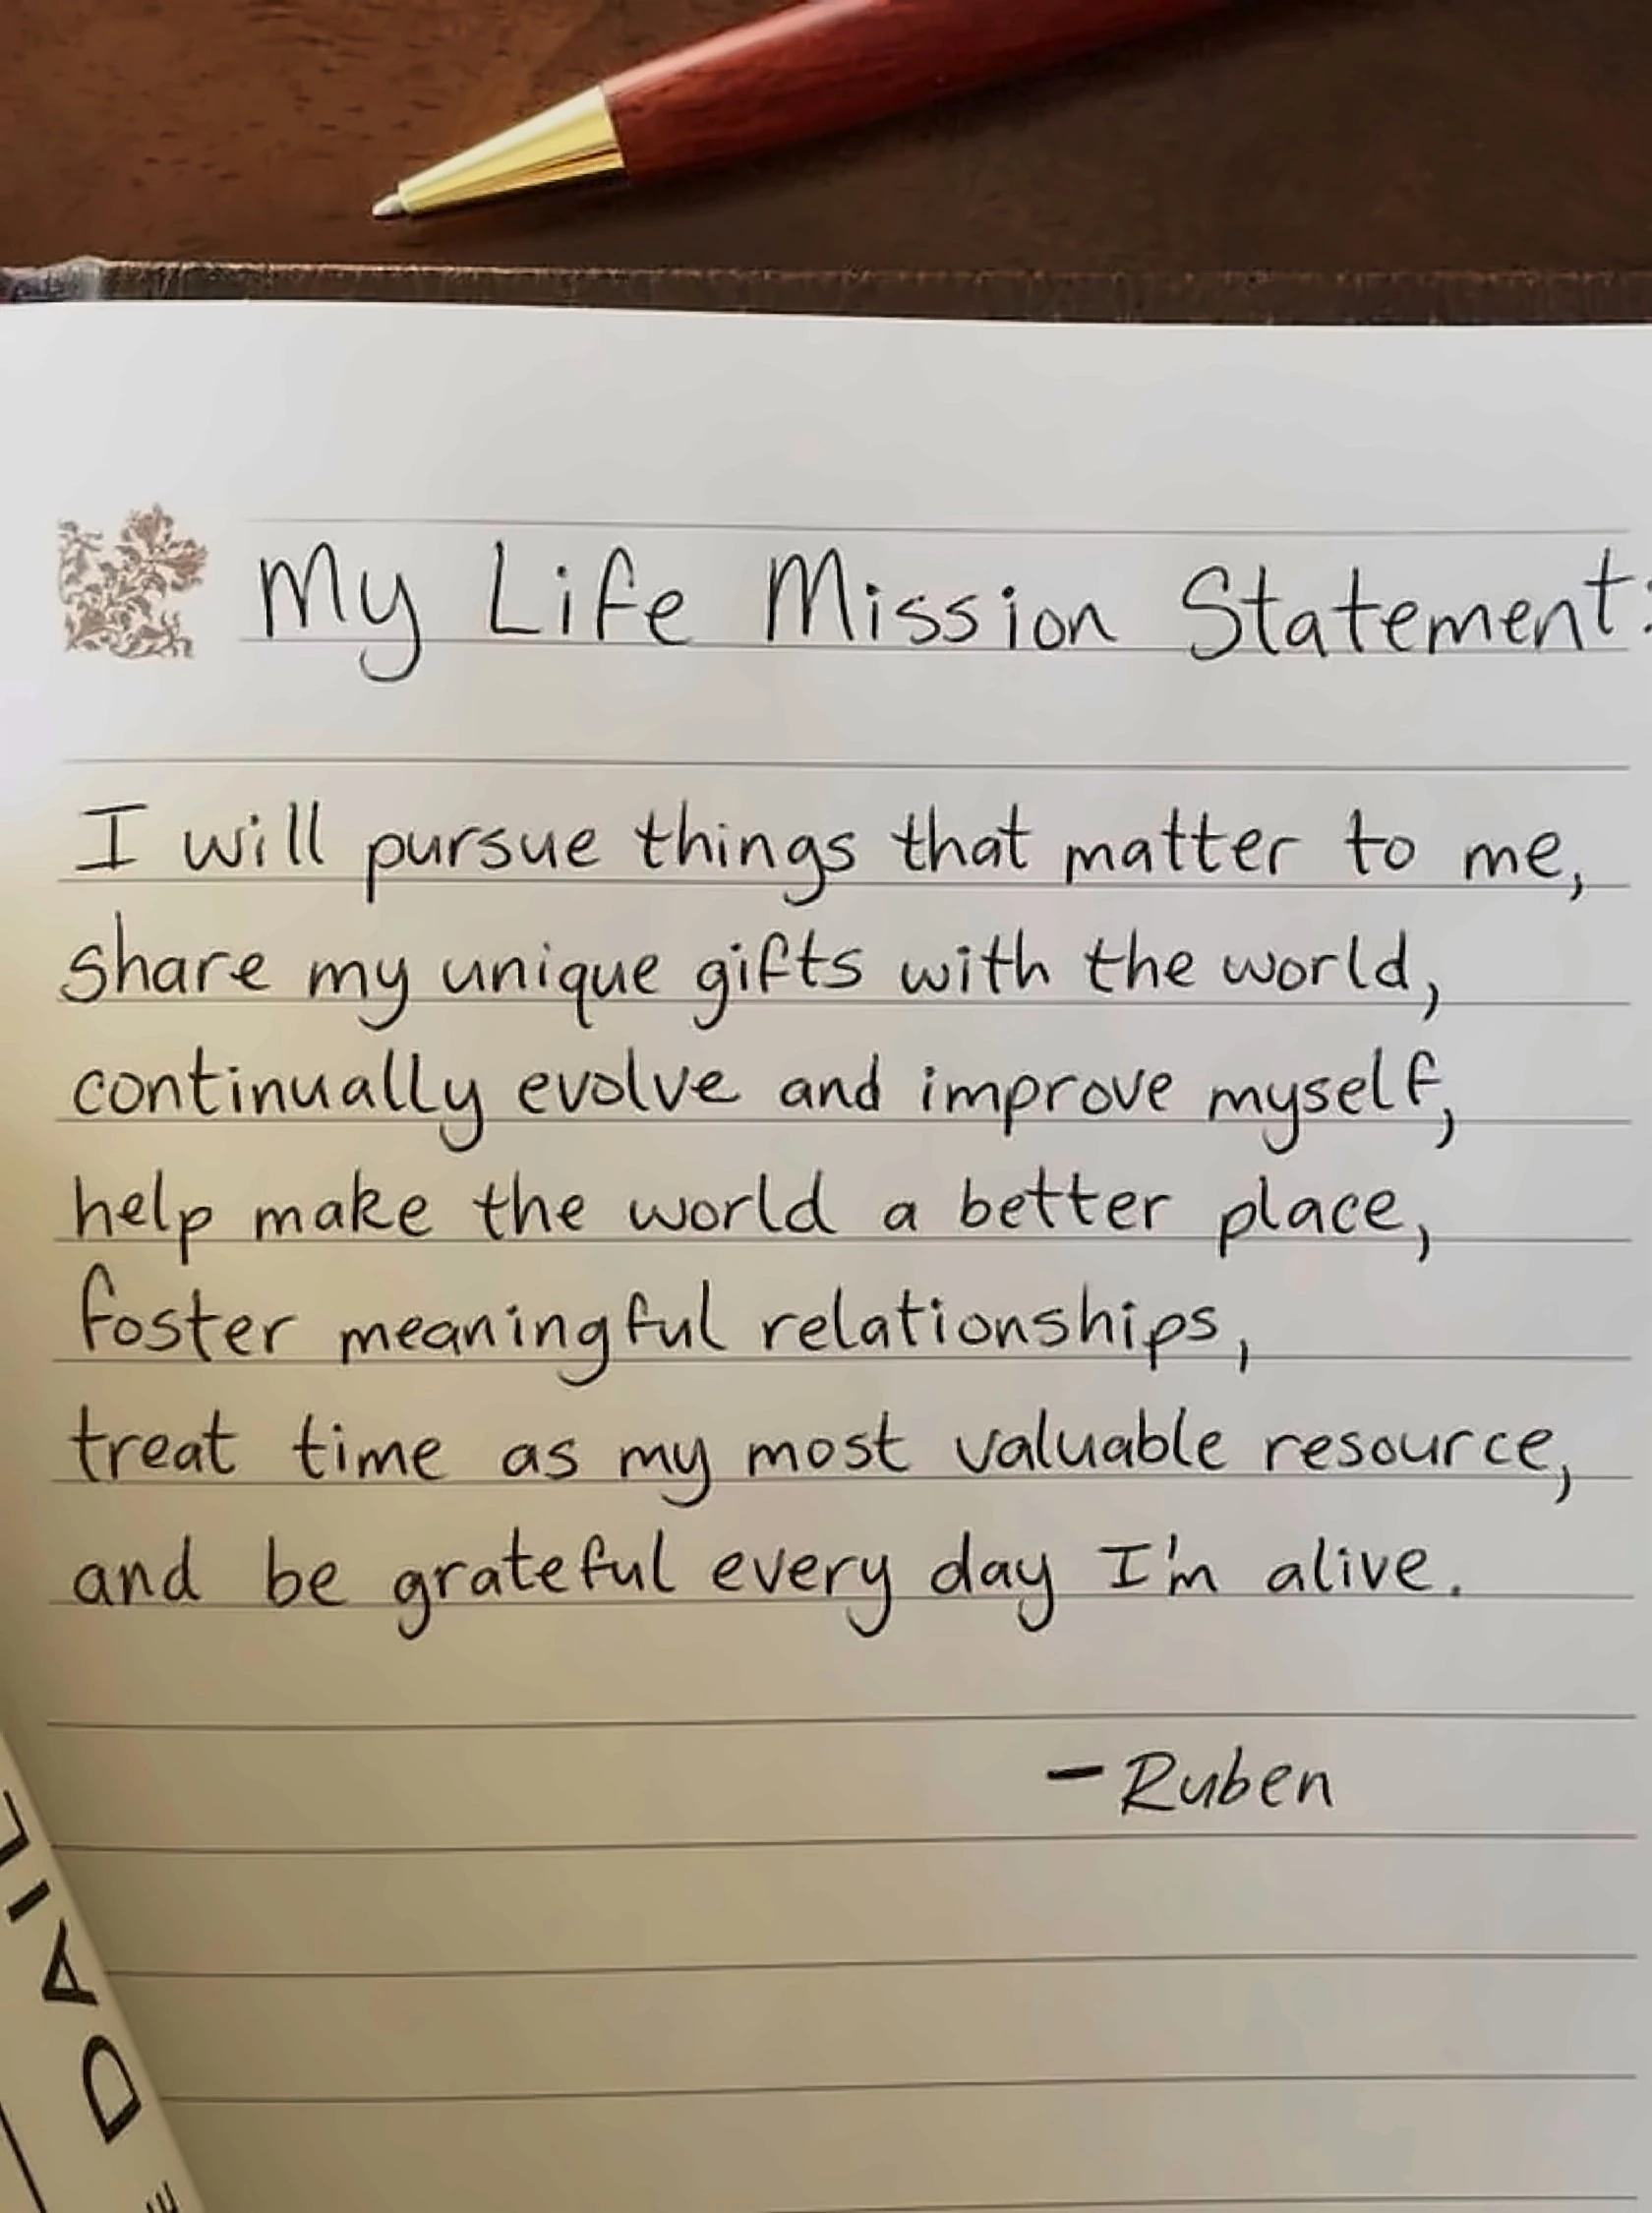 My Life Mission Statement:
I will pursue things that matter to me,
share my unique gifts with the world,
continually evolve and improve myself,
help make the world a better place,
foster meaningful relationships,
treat time as my most valuable resource,
and be grateful every day I'm alive.
- Ruben
DAIL